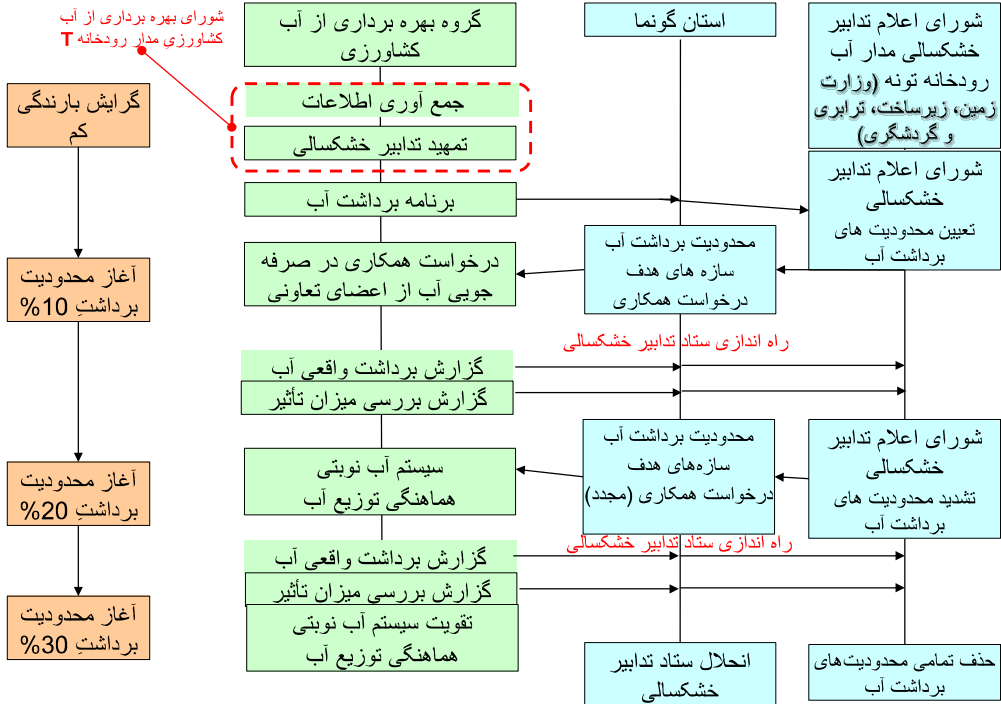 شورای بهره برداری از آب
کشاورزیِ مدار رودخانه T
گروه بهره برداری از آب
کشاورزی
استان گونما
شورای اعلام تدابیر
خشکسالی مدار آب
رودخانه تونه (وزارت
زمین، زیرساخت، ترابری
و گردشگری)
گرایش بارندگی
کم
جمع آوری اطلاعات
تمهید تدابیر خشکسالی
برنامه برداشت آب
شورای اعلام تدابیر
خشکسالی
تعیین محدودیت های
برداشت آب
محدودیت برداشت آب
سازه های هدف
درخواست همکاری
درخواست همکاری در صرفه
جویی آب از اعضای تعاونی
آغاز محدودیت
برداشتِ 10%
راه اندازی ستاد تدابیر خشکسالی
گزارش برداشت واقعی آب
گزارش بررسی میزان تأثیر
محدودیت برداشت آب
سازه‌های هدف
درخواست همکاری (مجدد)
شورای اعلام تدابیر
خشکسالی
تشدید محدودیت های
برداشت آب
سیستم آب نوبتی
هماهنگی توزیع آب
آغاز محدودیت
برداشتِ 20%
راه اندازی ستاد تدابیر خشکسالی
گزارش برداشت واقعی آب
گزارش بررسی میزان تأثیر
تقویت سیستم آب نوبتی
هماهنگی توزیع آب
آغاز محدودیت
برداشتِ 30%
انحلال ستاد تدابیر
خشکسالی
حذف تمامی محدودیت‌های
برداشت آب